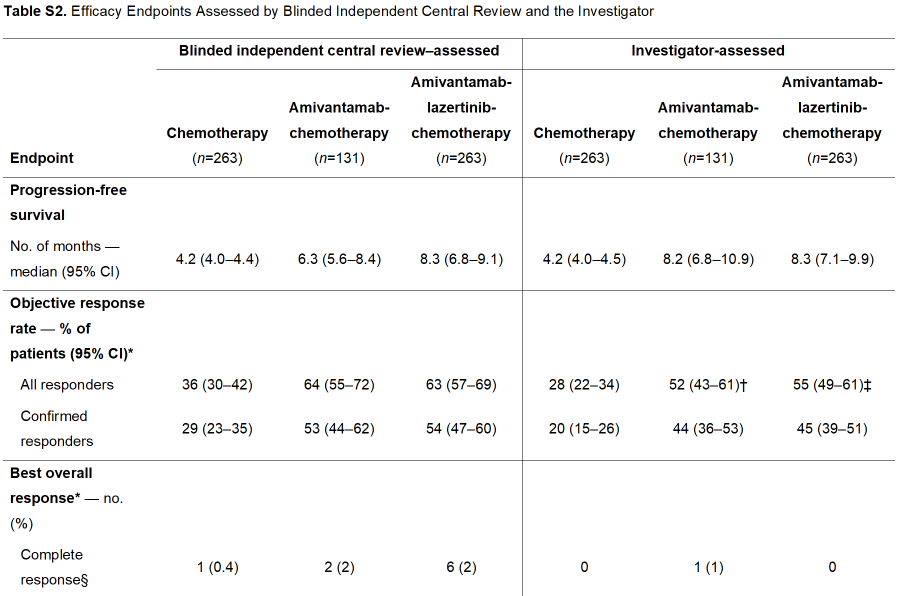 Table S2. Efficacy Endpoints Assessed by Blinded Independent Central Review and the Investigator
Blinded independent central review–assessed Investigator-assessed
Endpoint
Chemotherapy
(n=263)
Amivantamab-
chemotherapy
(n=131)
Amivantamab-
lazertinib-
chemotherapy
(n=263)
Chemotherapy
(n=263)
Amivantamab-
chemotherapy
(n=131)
Amivantamab-
lazertinib-
chemotherapy
(n=263)
Progression-free
survival
No. of months —
median (95% CI)
4.2 (4.0–4.4) 6.3 (5.6–8.4) 8.3 (6.8–9.1) 4.2 (4.0–4.5) 8.2 (6.8–10.9) 8.3 (7.1–9.9)
Objective response
rate — % of
patients (95% CI)*
All responders 36 (30–42) 64 (55–72) 63 (57–69) 28 (22–34) 52 (43–61)† 55 (49–61)‡
Confirmed
responders
29 (23–35) 53 (44–62) 54 (47–60) 20 (15–26) 44 (36–53) 45 (39–51)
Best overall
response* — no.
(%)
Complete
response§
1 (0.4) 2 (2) 6 (2) 0 1 (1) 0